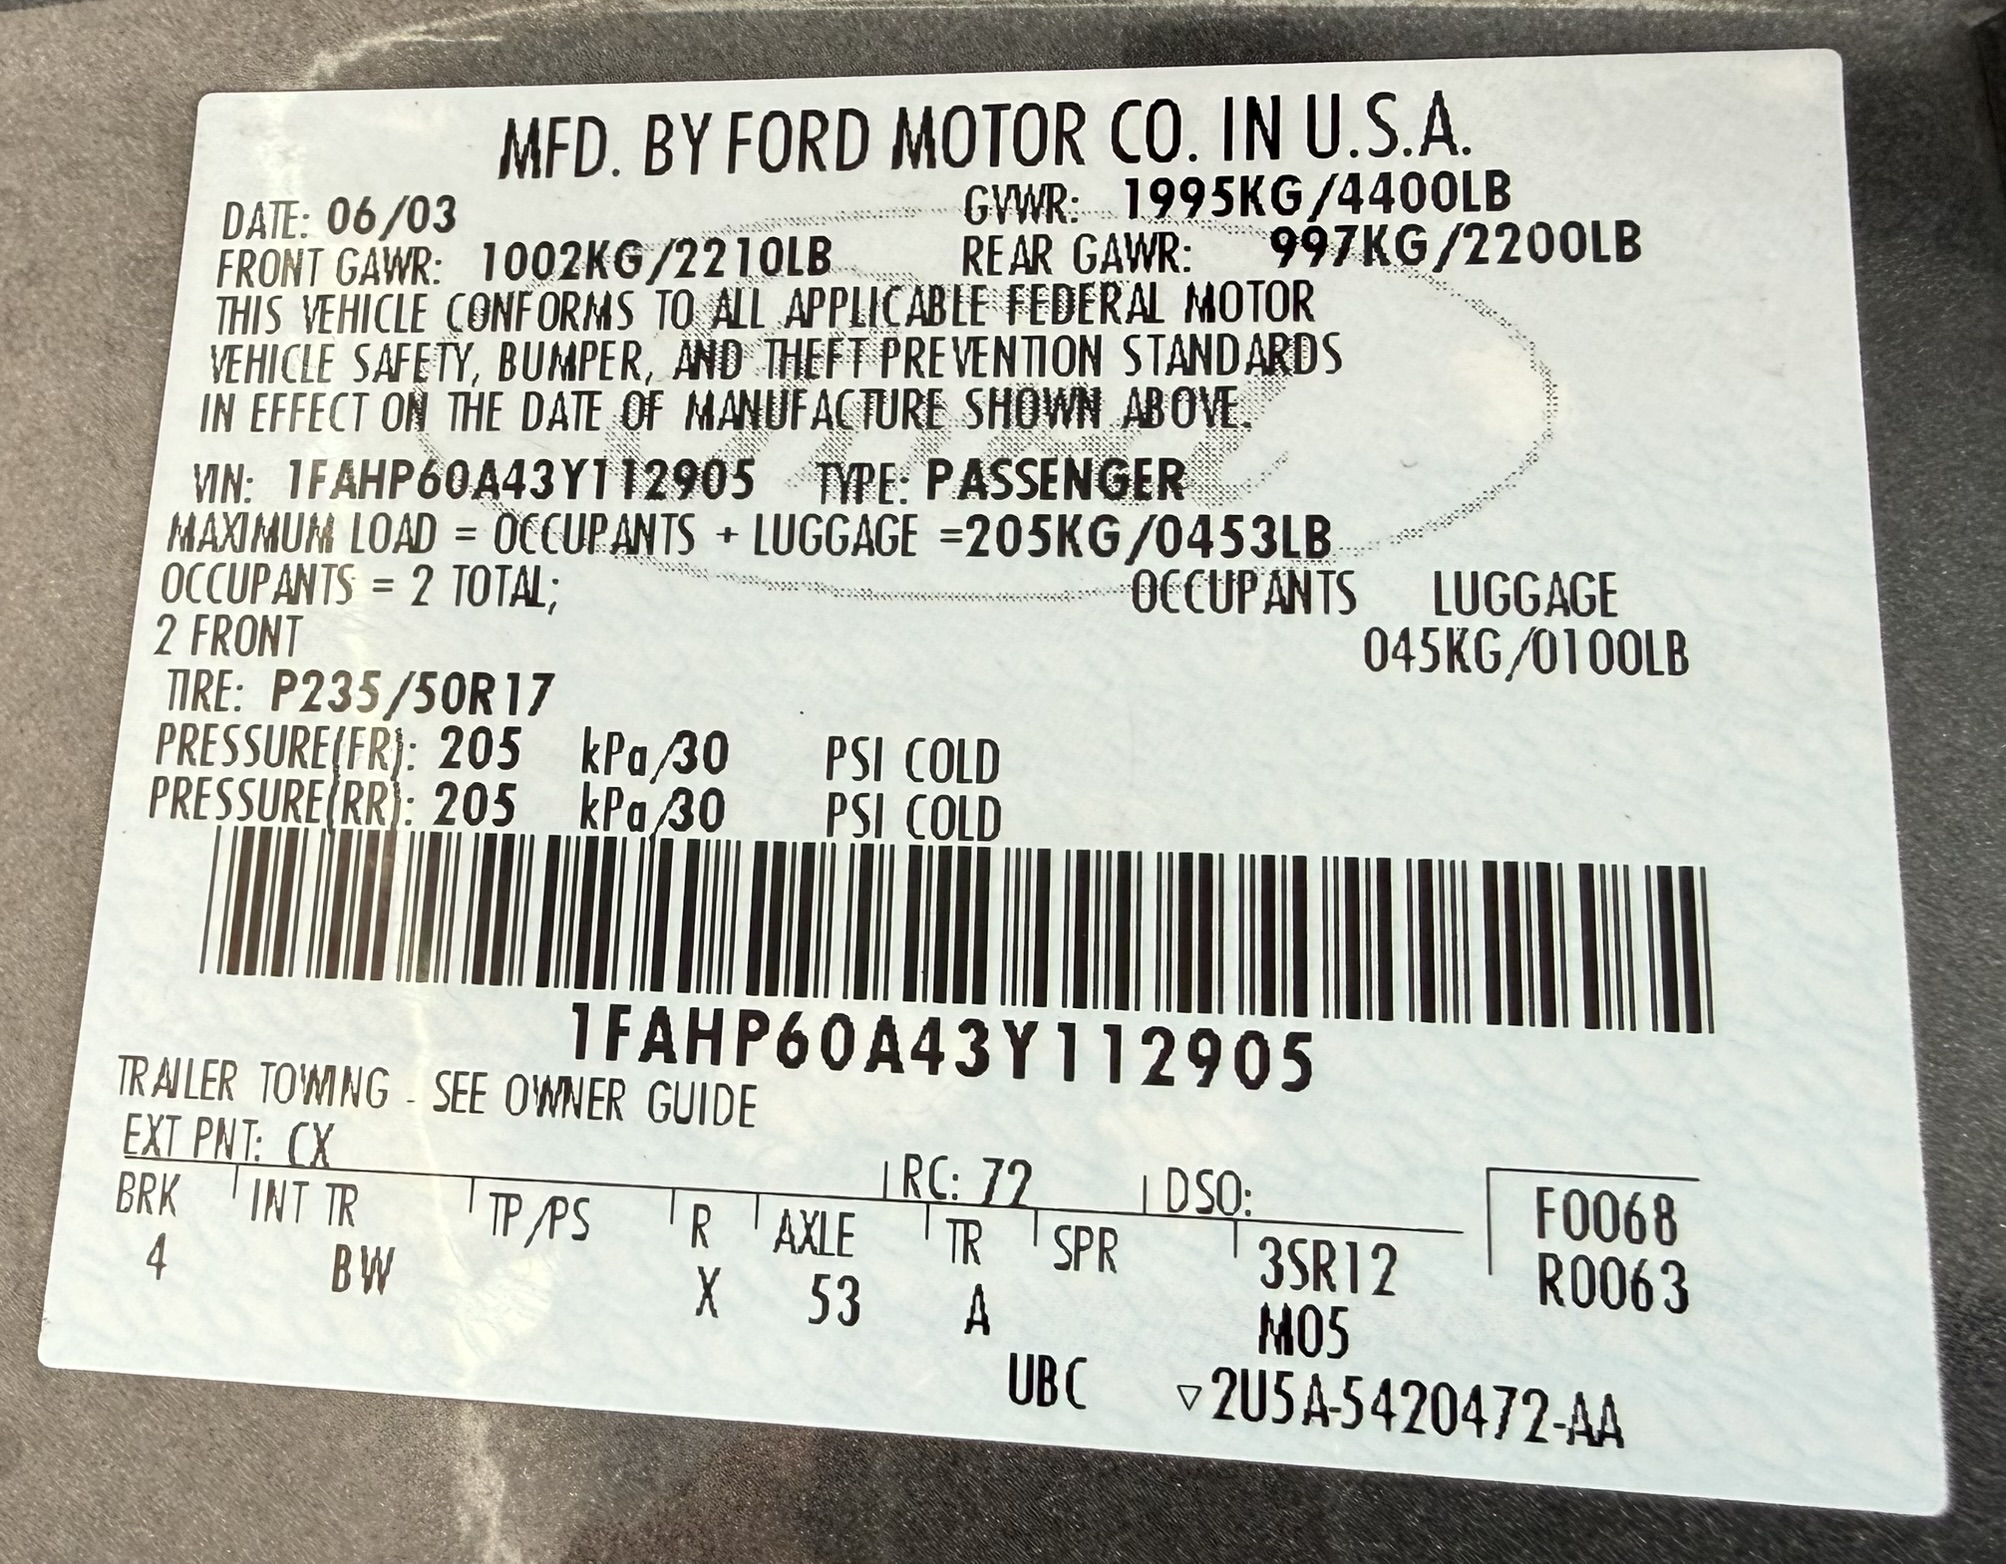 MFD. BY FORD MOTOR CO. IN U.S.A.
DATE: 06/03 GVWR: 1995KG/4400LB
FRONT GAWR: 1002KG/2210LB REAR GAWR: 997KG/2200LB
THIS VEHICLE CONFORMS TO ALL APPLICABLE FEDERAL MOTOR
VEHICLE SAFETY, BUMPER, AND THEFT PREVENTION STANDARDS
IN EFFECT ON THE DATE OF MANUFACTURE SHOWN ABOVE.
VIN: 1FAHP60A43Y112905 TYPE: PASSENGER
MAXIMUM LOAD = OCCUPANTS + LUGGAGE =205KG/0453LB
OCCUPANTS = 2 TOTAL; OCCUPANTS LUGGAGE
2 FRONT 045KG/0100LB
TIRE: P235/50R17
PRESSURE(FR): 205 kPa/30 PSI COLD
PRESSURE(RR): 205 kPa/30 PSI COLD
1FAHP60A43Y112905
TRAILER TOWING - SEE OWNER GUIDE
EXT PNT: CX RC: 72 DSO:
BRK INT TR TP/PS R AXLE TR SPR 3SR12 F0068
4 BW X 53 A M05 R0063
UBC ▽2U5A-5420472-AA